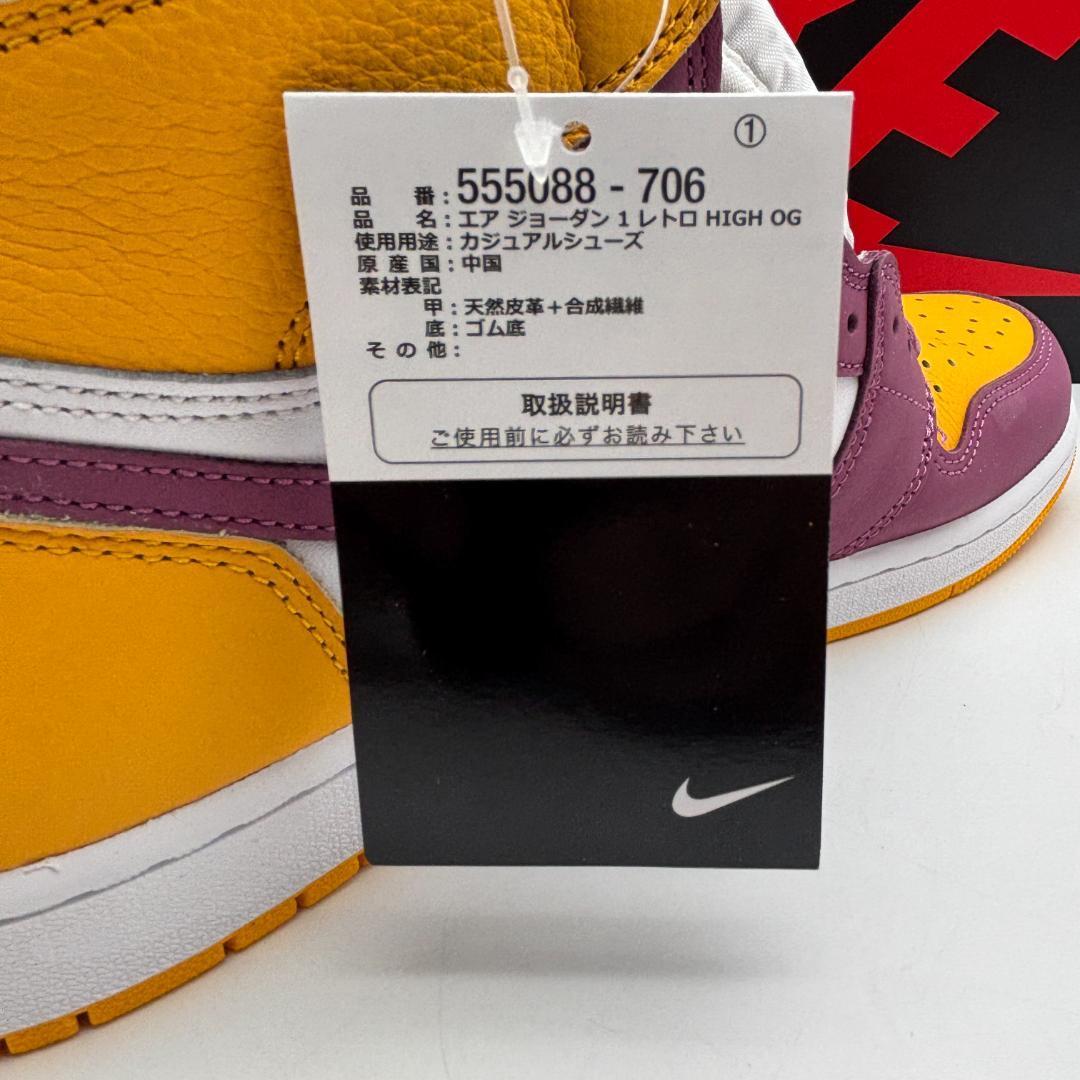 ①
品 番：555088 - 706
品 名：エア ジョーダン 1 レトロ HIGH OG
使用用途：カジュアルシューズ
原 産 国：中国
素材表記
甲：天然皮革＋合成繊維
底：ゴム底
そ の 他：
取扱説明書
ご使用前に必ずお読み下さい